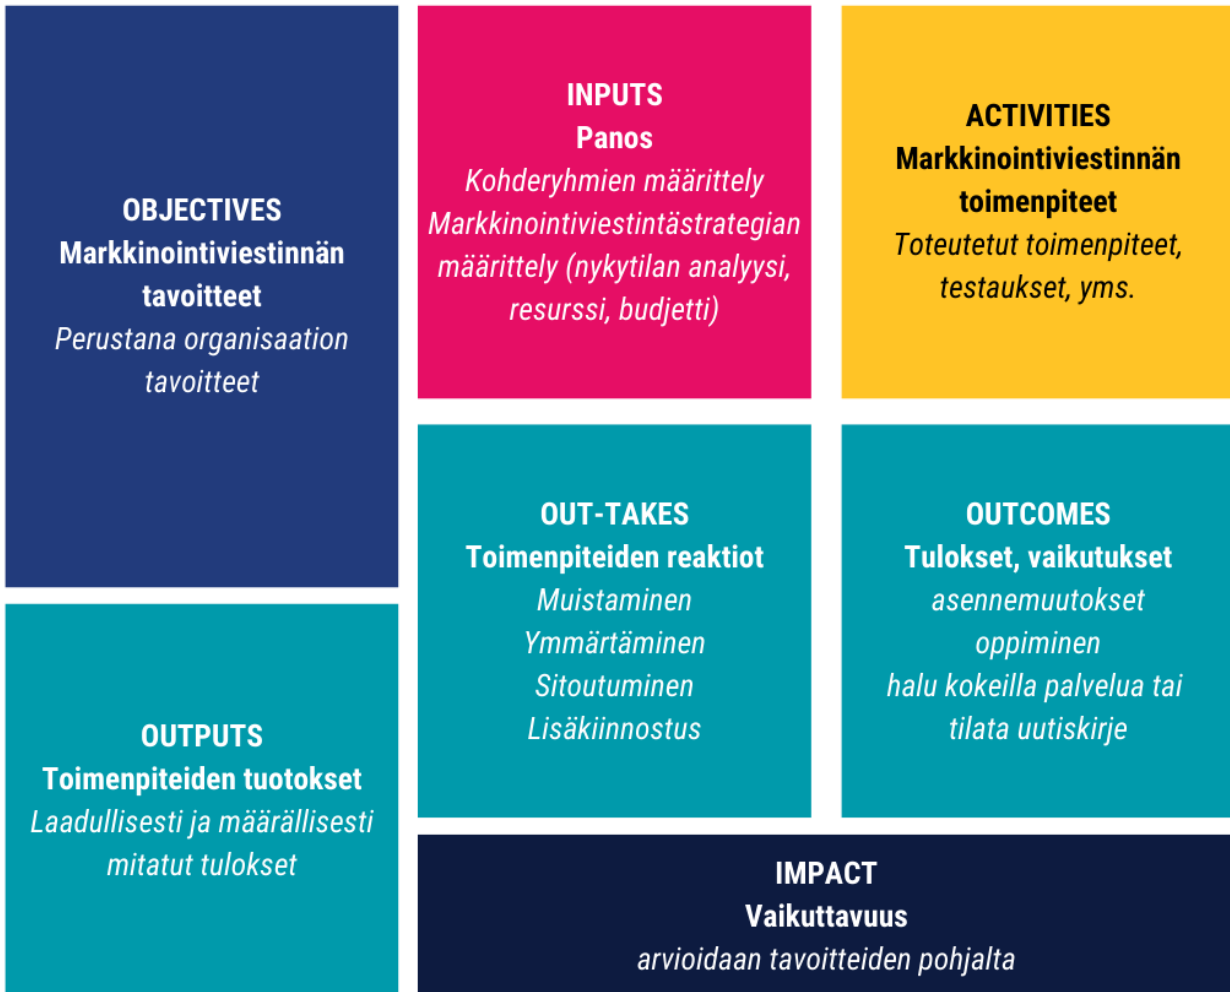 OBJECTIVES
Markkinointiviestinnän
tavoitteet
Perustana organisaation
tavoitteet
INPUTS
Panos
Kohderyhmien määrittely
Markkinointiviestintästrategian
määrittely (nykytilan analyysi,
resurssi, budjetti)
ACTIVITIES
Markkinointiviestinnän
toimenpiteet
Toteutetut toimenpiteet,
testaukset, yms.
OUTPUTS
Toimenpiteiden tuotokset
Laadullisesti ja määrällisesti
mitatut tulokset
OUT-TAKES
Toimenpiteiden reaktiot
Muistaminen
Ymmärtäminen
Sitoutuminen
Lisäkiinnostus
OUTCOMES
Tulokset, vaikutukset
asennemuutokset
oppiminen
halu kokeilla palvelua tai
tilata uutiskirje
IMPACT
Vaikuttavuus
arvioidaan tavoitteiden pohjalta